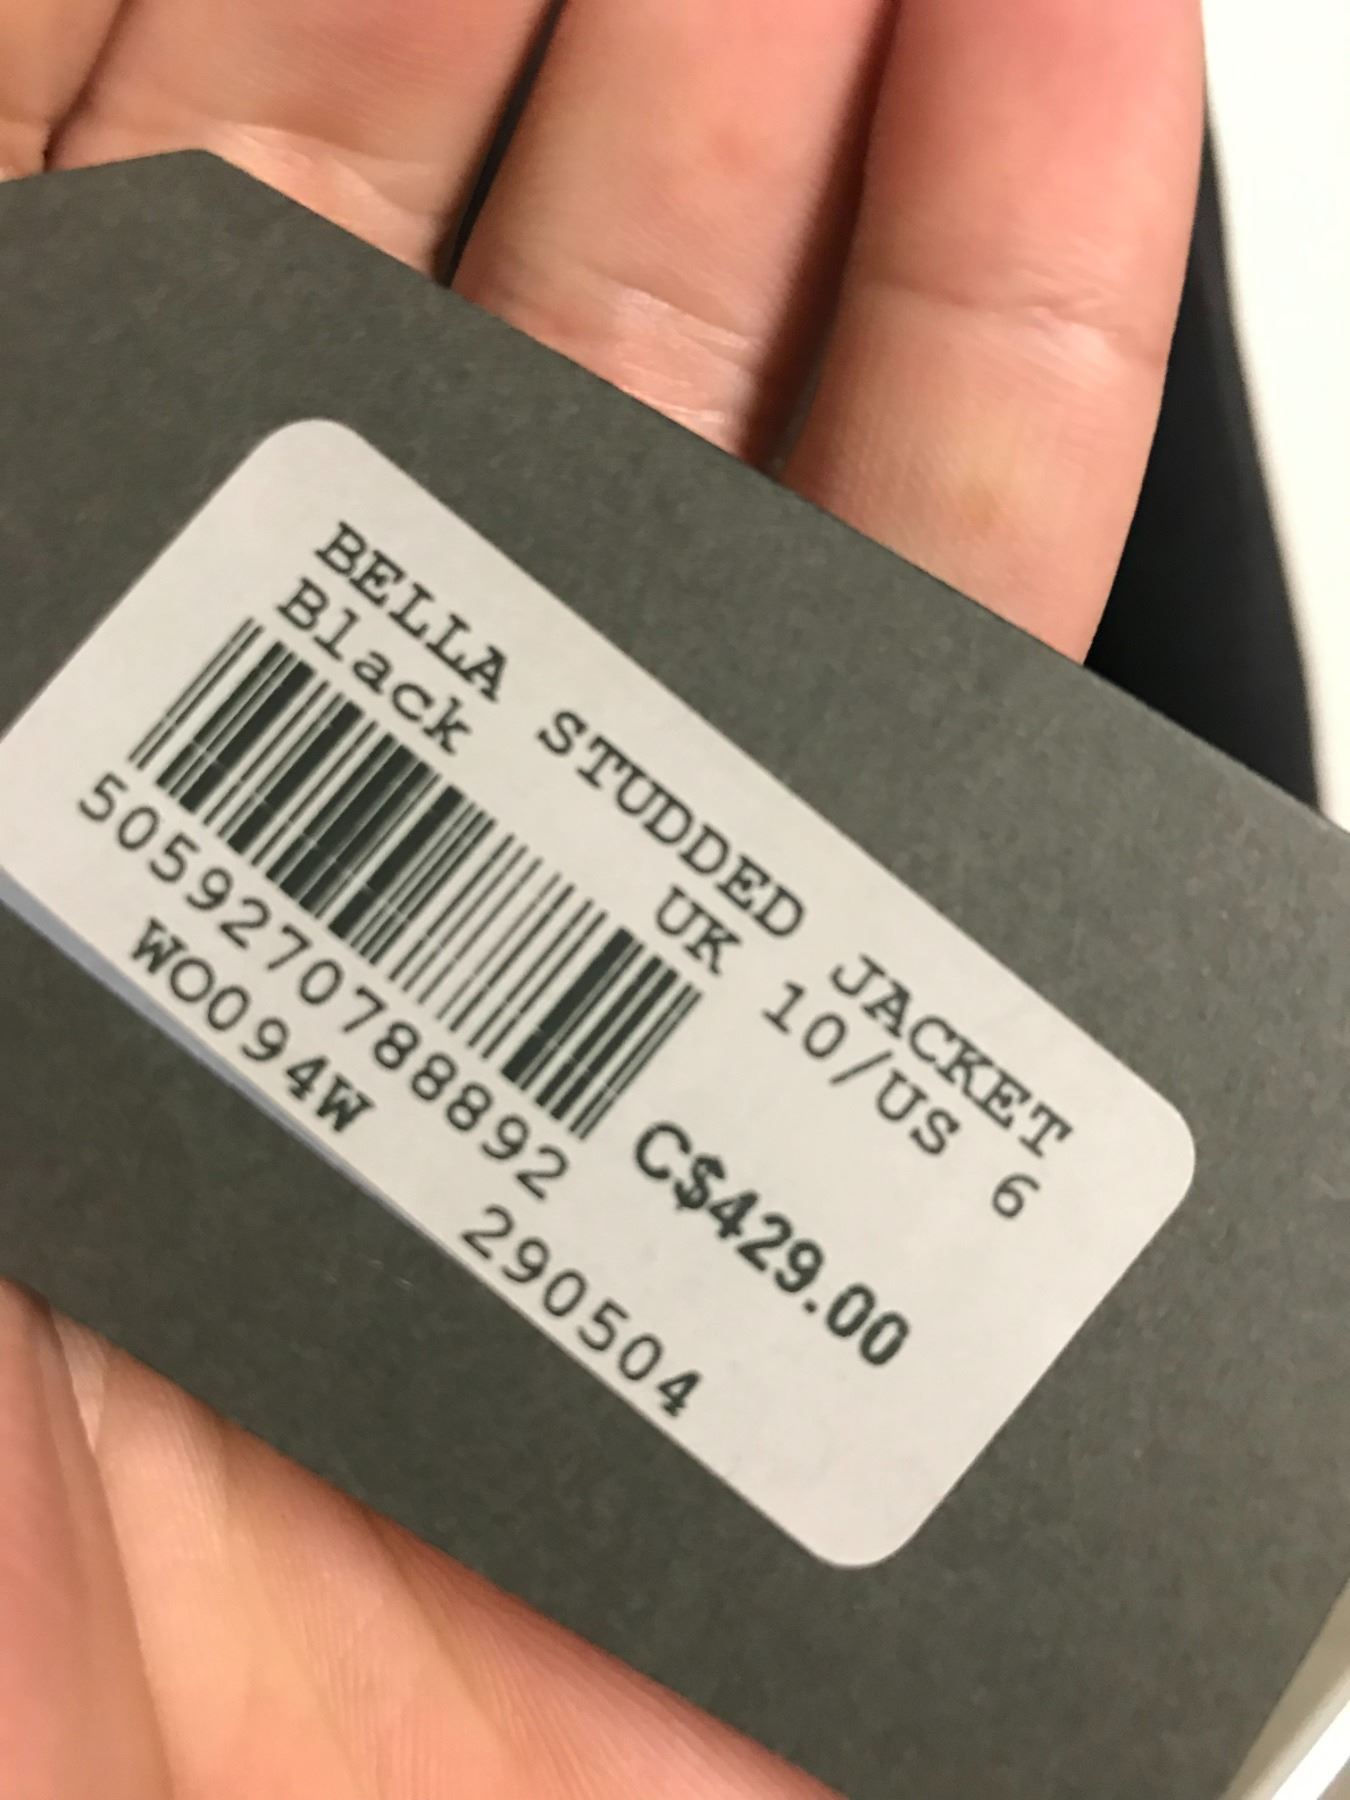 BELLA STUDDED JACKET
Black UK 10/US 6
C$429.00
5059270788892
WO094W 290504